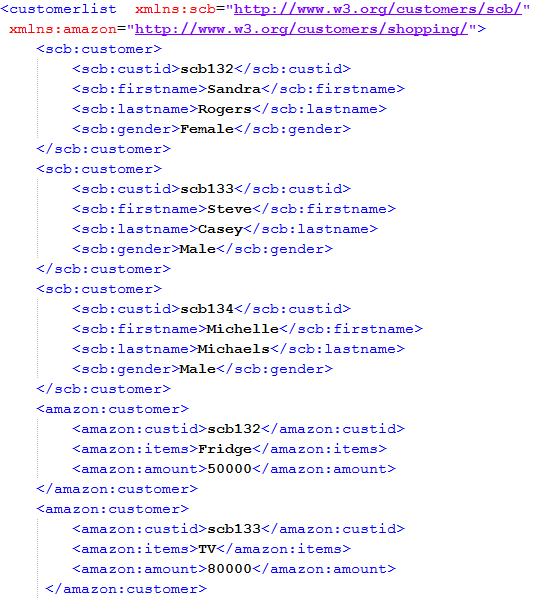 <customerlist  xmlns:scb="http://www.w3.org/customers/scb/"
xmlns:amazon="http://www.w3.org/customers/shopping/">
<scb:customer>
<scb:custid>scb132</scb:custid>
<scb:firstname>Sandra</scb:firstname>
<scb:lastname>Rogers</scb:lastname>
<scb:gender>Female</scb:gender>
</scb:customer>
<scb:customer>
<scb:custid>scb133</scb:custid>
<scb:firstname>Steve</scb:firstname>
<scb:lastname>Casey</scb:lastname>
<scb:gender>Male</scb:gender>
</scb:customer>
<scb:customer>
<scb:custid>scb134</scb:custid>
<scb:firstname>Michelle</scb:firstname>
<scb:lastname>Michaels</scb:lastname>
<scb:gender>Male</scb:gender>
</scb:customer>
<amazon:customer>
<amazon:custid>scb132</amazon:custid>
<amazon:items>Fridge</amazon:items>
<amazon:amount>50000</amazon:amount>
</amazon:customer>
<amazon:customer>
<amazon:custid>scb133</amazon:custid>
<amazon:items>TV</amazon:items>
<amazon:amount>80000</amazon:amount>
</amazon:customer>